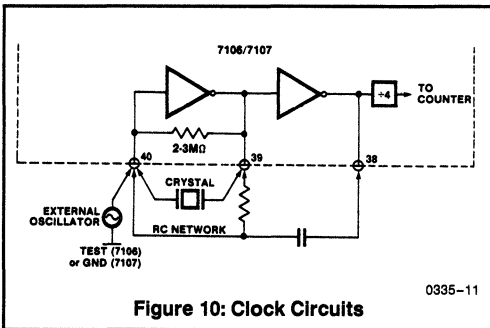 7106/7107
÷4
TO
COUNTER
2-3MΩ
40
39
38
CRYSTAL
EXTERNAL
OSCILLATOR
RC NETWORK
TEST (7106)
or GND (7107)
0335-11
Figure 10: Clock Circuits